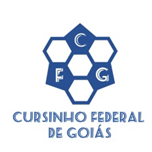 C
F G
CURSINHO FEDERAL
DE GOIÁS